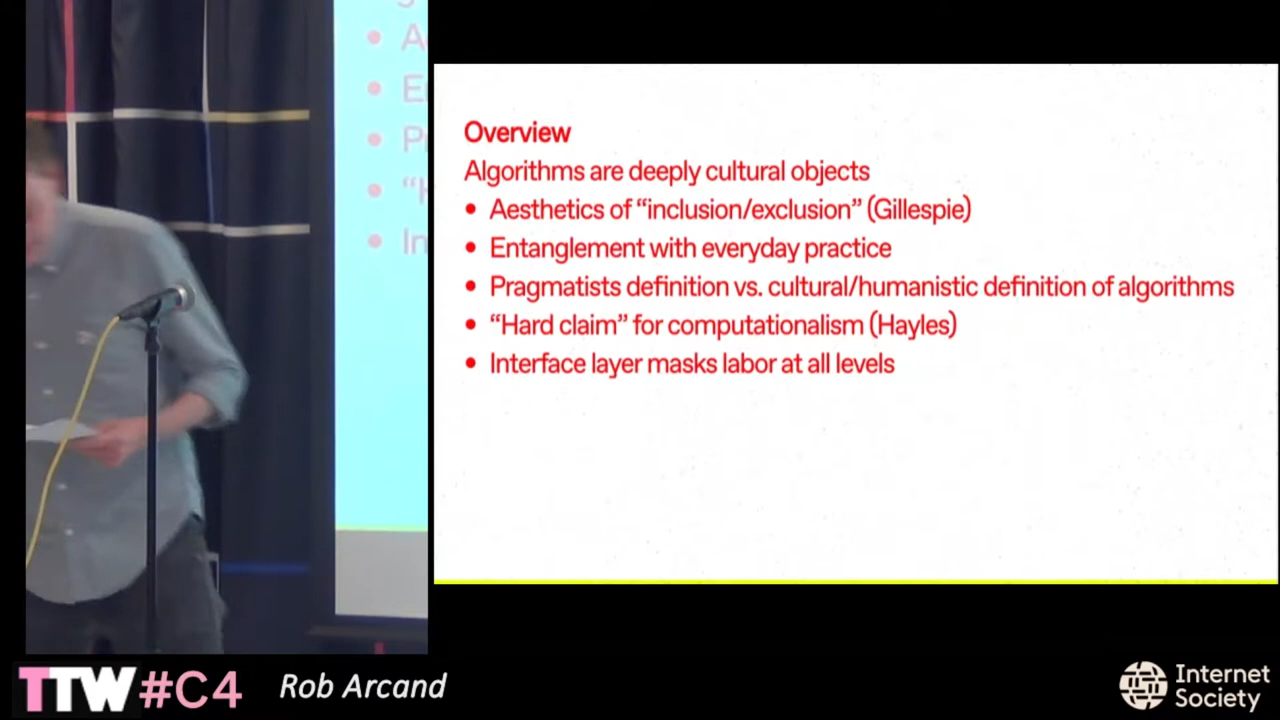 Overview
Algorithms are deeply cultural objects
• Aesthetics of “inclusion/exclusion” (Gillespie)
• Entanglement with everyday practice
• Pragmatists definition vs. cultural/humanistic definition of algorithms
• “Hard claim” for computationalism (Hayles)
• Interface layer masks labor at all levels
TTW #C4 Rob Arcand
Internet
Society